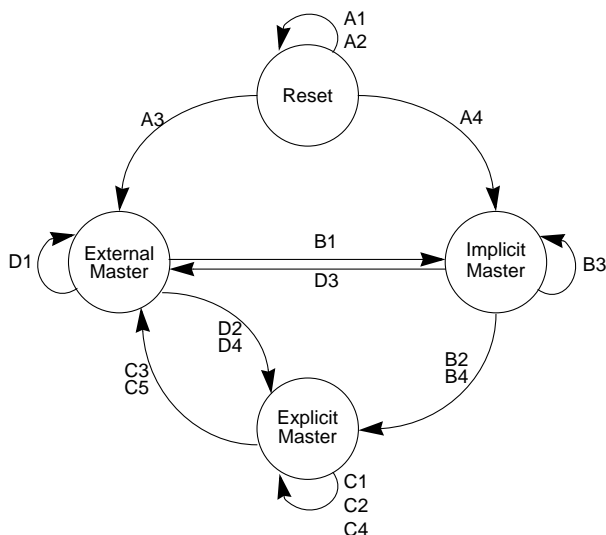 A1
A2
Reset
A3
A4
External
Master
Implicit
Master
D1
B1
D3
B3
D2
D4
B2
B4
C3
C5
Explicit
Master
C1
C2
C4